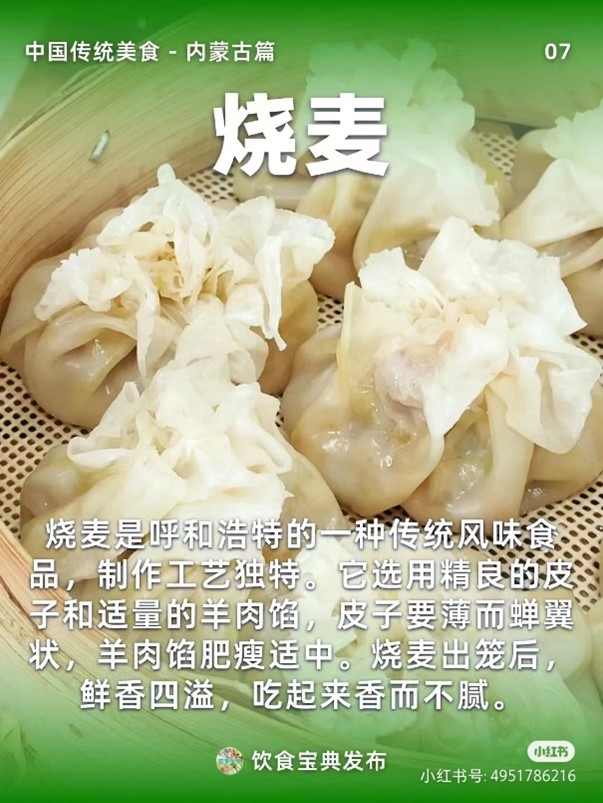 中国传统美食 - 内蒙古篇
07
烧麦
烧麦是呼和浩特的一种传统风味食
品，制作工艺独特。它选用精良的皮
子和适量的羊肉馅，皮子要薄而蝉翼
状，羊肉馅肥瘦适中。烧麦出笼后，
鲜香四溢，吃起来香而不腻。
饮食宝典发布
小红书
小红书号: 4951786216